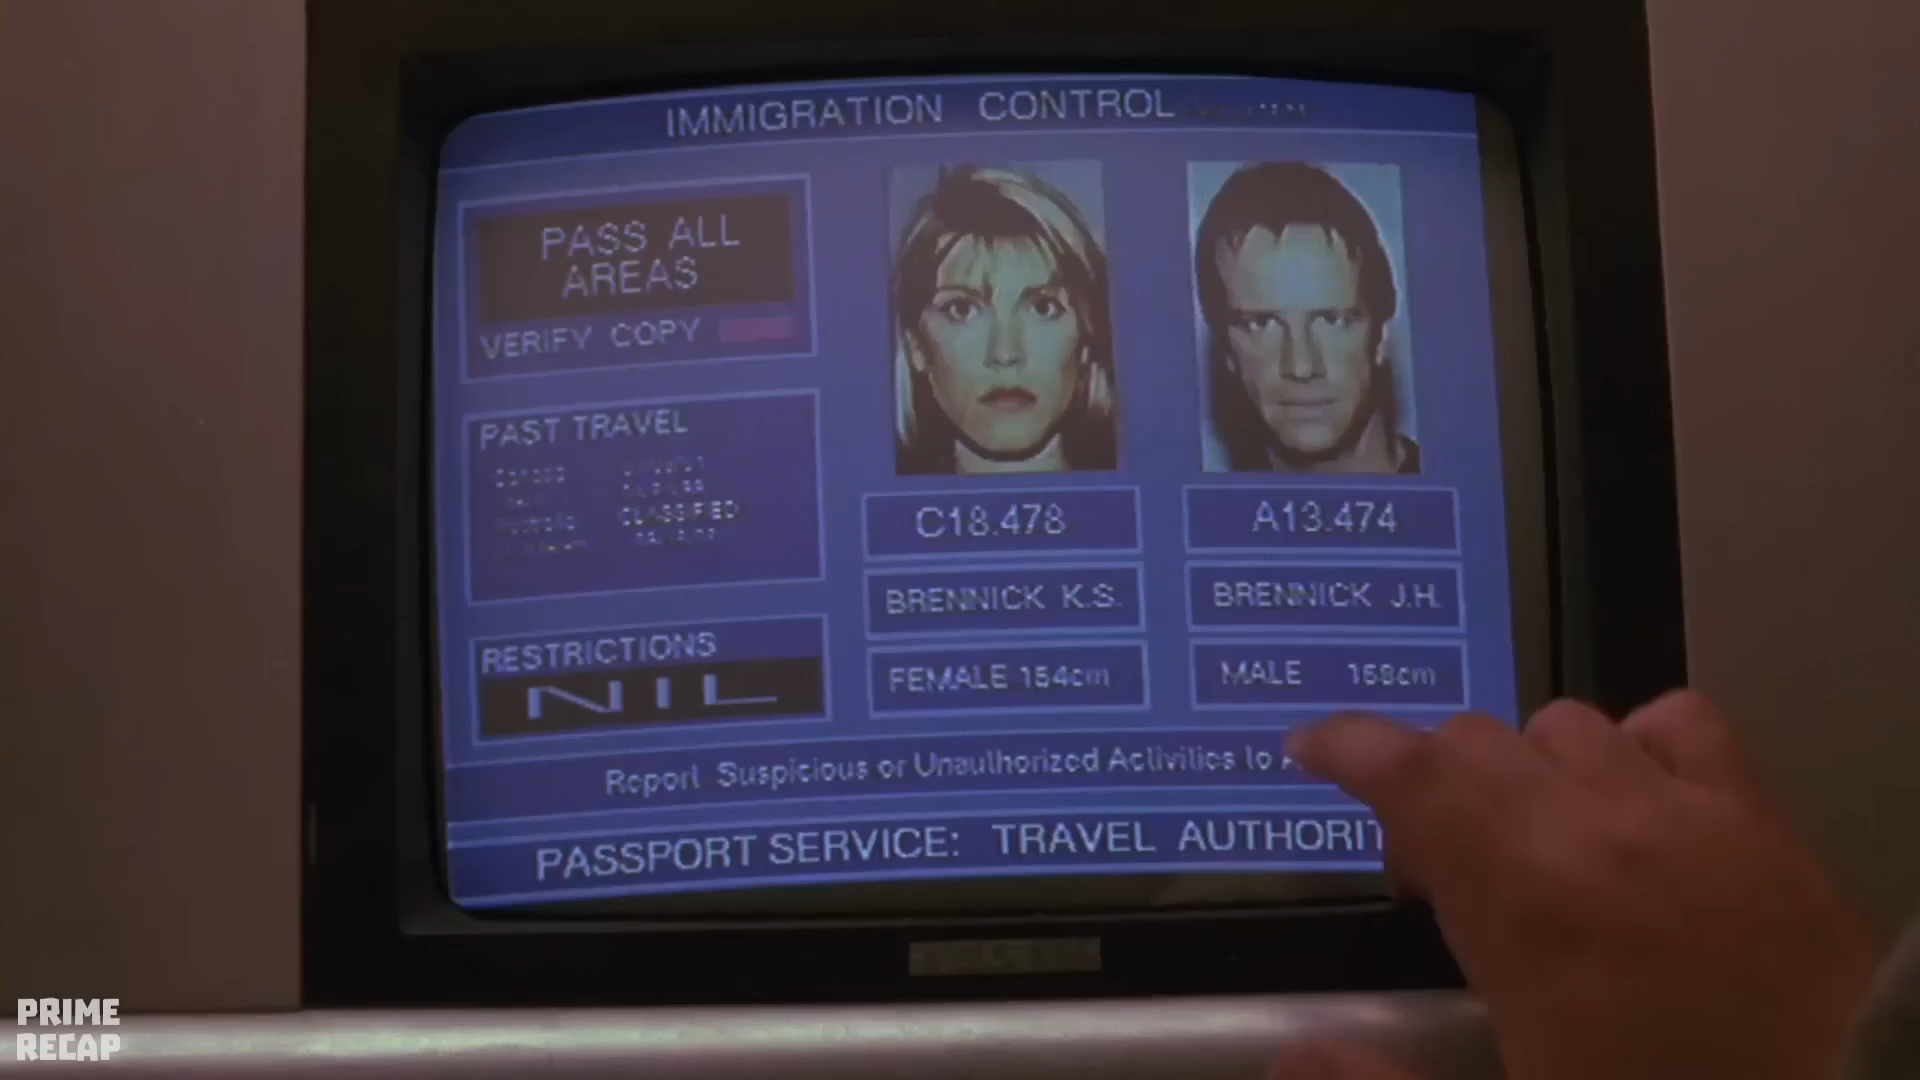 IMMIGRATION CONTROL
PASS ALL
AREAS
VERIFY COPY
PAST TRAVEL
CLASSIFIED
RESTRICTIONS
NIL
C18.478
BRENNICK K.S.
FEMALE 154cm
A13.474
BRENNICK J.H.
MALE 168cm
Report Suspicious or Unauthorized Activities to
PASSPORT SERVICE: TRAVEL AUTHORIT
PRIME
RECAP